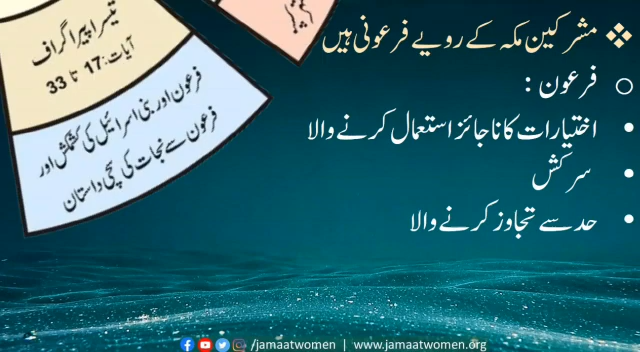 ❖ مشرکین مکہ کے رویے فرعونی ہیں
○ فرعون :
• اختیارات کا ناجائز استعمال کرنے والا
• سرکش
• حد سے تجاوز کرنے والا
تیسرا پیراگراف
آیات: 17 تا 33
فرعون اور بنی اسرائیل کی کشمکش اور
فرعون سے نجات کی سچی داستان
/jamaatwomen | www.jamaatwomen.org